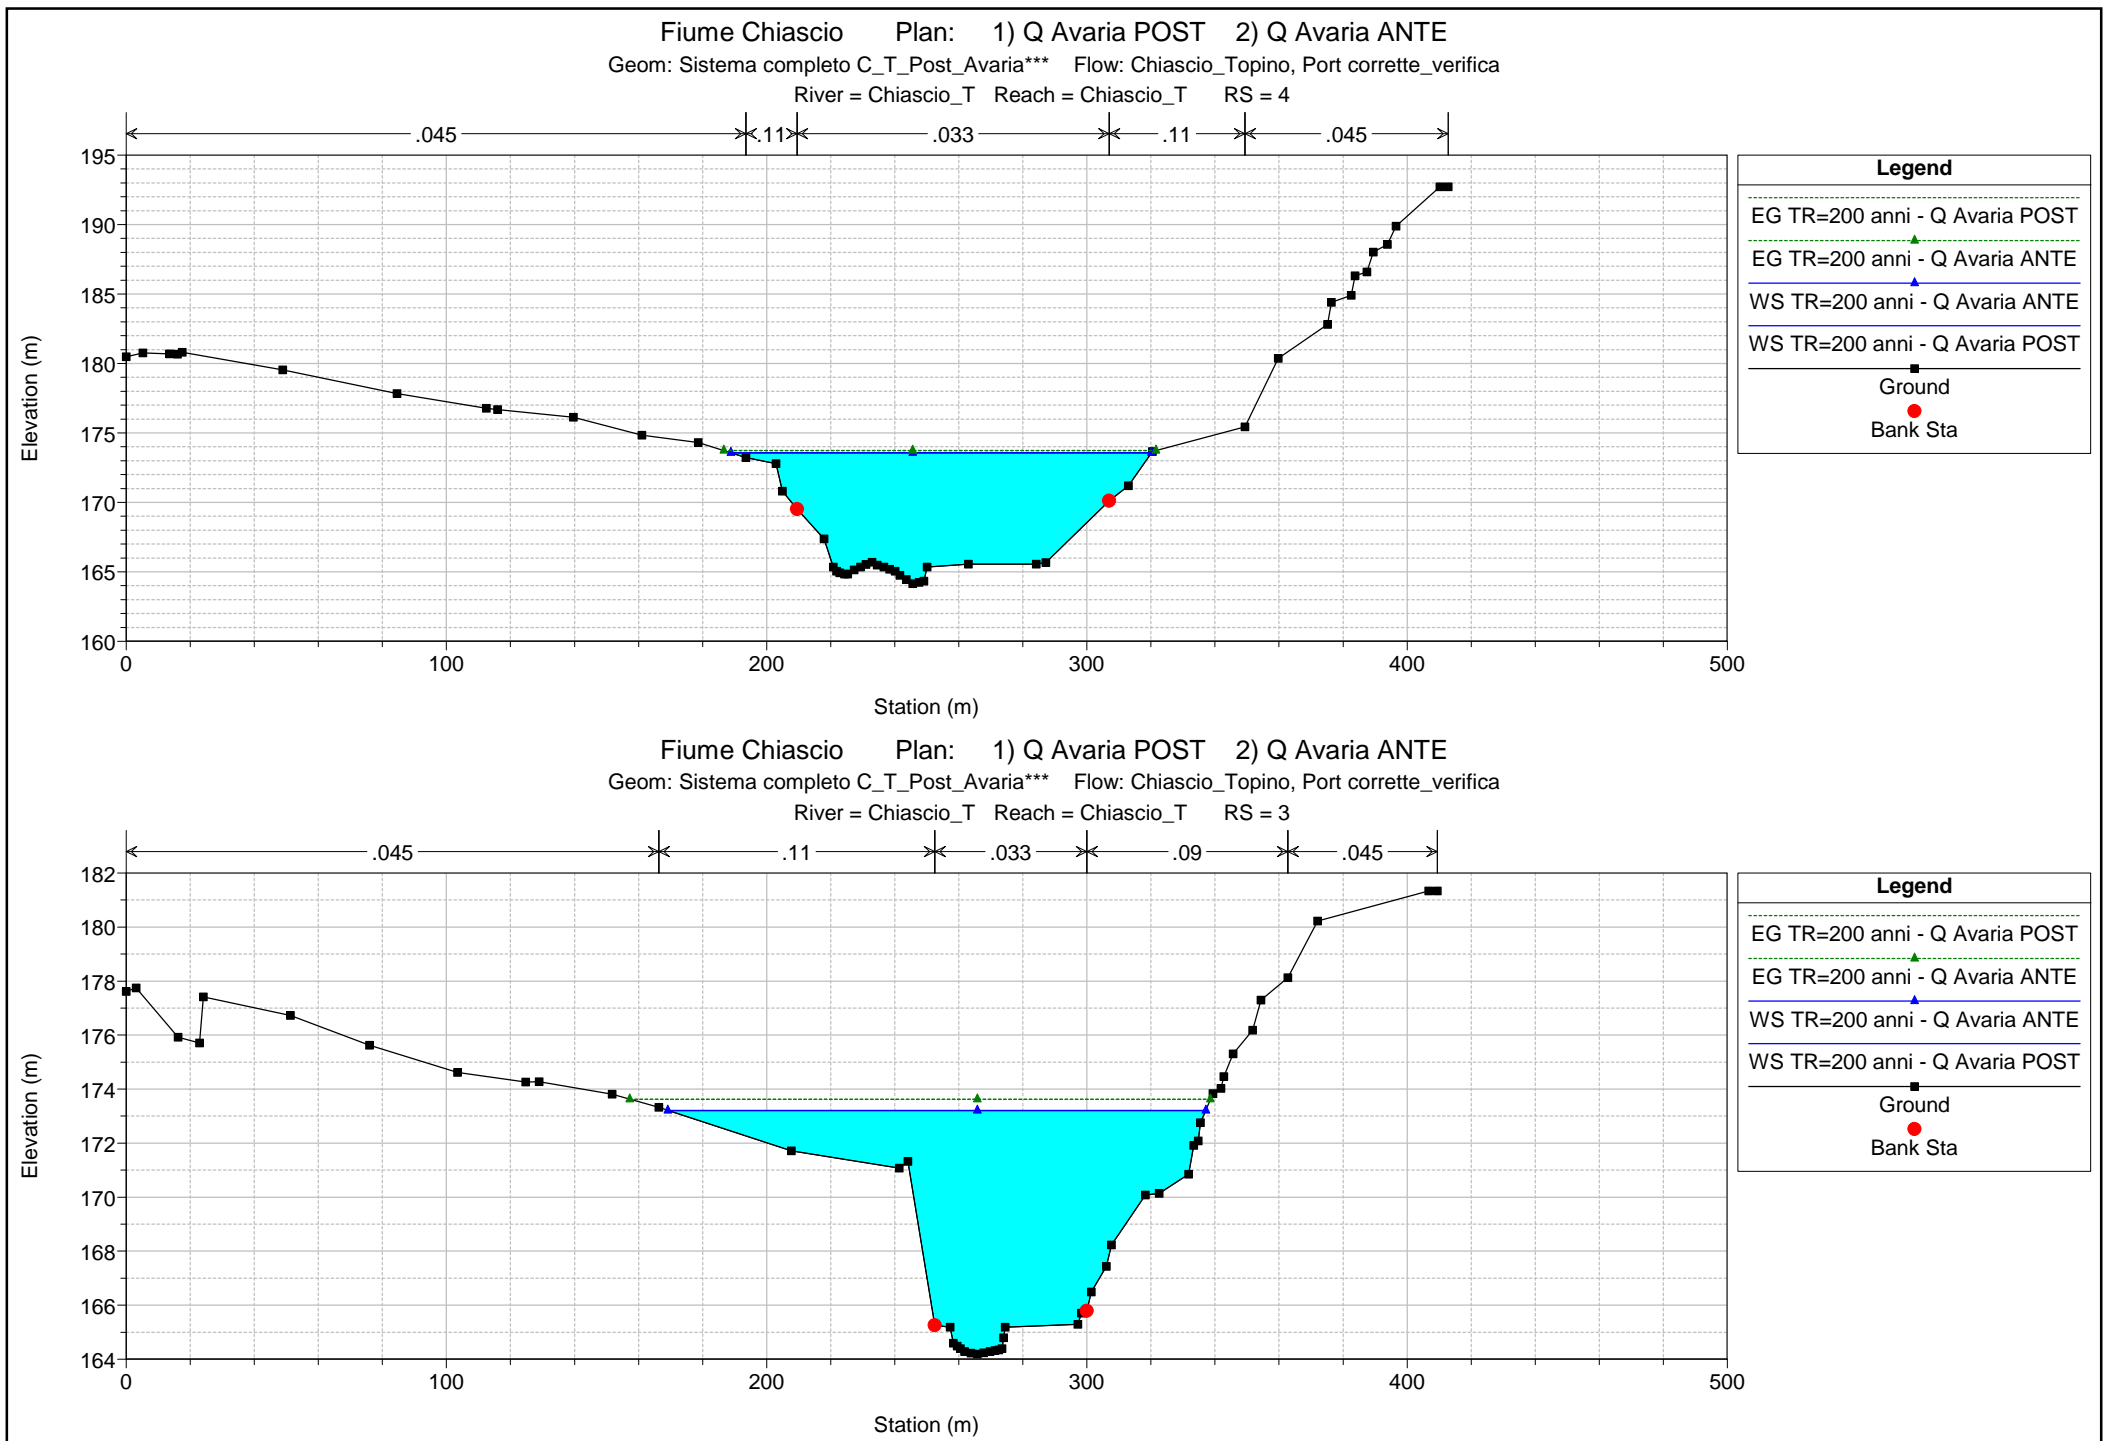 Fiume Chiascio Plan: 1) Q Avaria POST 2) Q Avaria ANTE
Geom: Sistema completo C_T_Post_Avaria*** Flow: Chiascio_Topino, Port corrette_verifica
River = Chiascio_T Reach = Chiascio_T RS = 4
.045 .11 .033 .11 .045
195
190
185
180
175
170
165
160
Elevation (m)
0 100 200 300 400 500
Station (m)
Legend
EG TR=200 anni - Q Avaria POST
EG TR=200 anni - Q Avaria ANTE
WS TR=200 anni - Q Avaria ANTE
WS TR=200 anni - Q Avaria POST
Ground
Bank Sta
Fiume Chiascio Plan: 1) Q Avaria POST 2) Q Avaria ANTE
Geom: Sistema completo C_T_Post_Avaria*** Flow: Chiascio_Topino, Port corrette_verifica
River = Chiascio_T Reach = Chiascio_T RS = 3
.045 .11 .033 .09 .045
182
180
178
176
174
172
170
168
166
164
Elevation (m)
0 100 200 300 400 500
Station (m)
Legend
EG TR=200 anni - Q Avaria POST
EG TR=200 anni - Q Avaria ANTE
WS TR=200 anni - Q Avaria ANTE
WS TR=200 anni - Q Avaria POST
Ground
Bank Sta